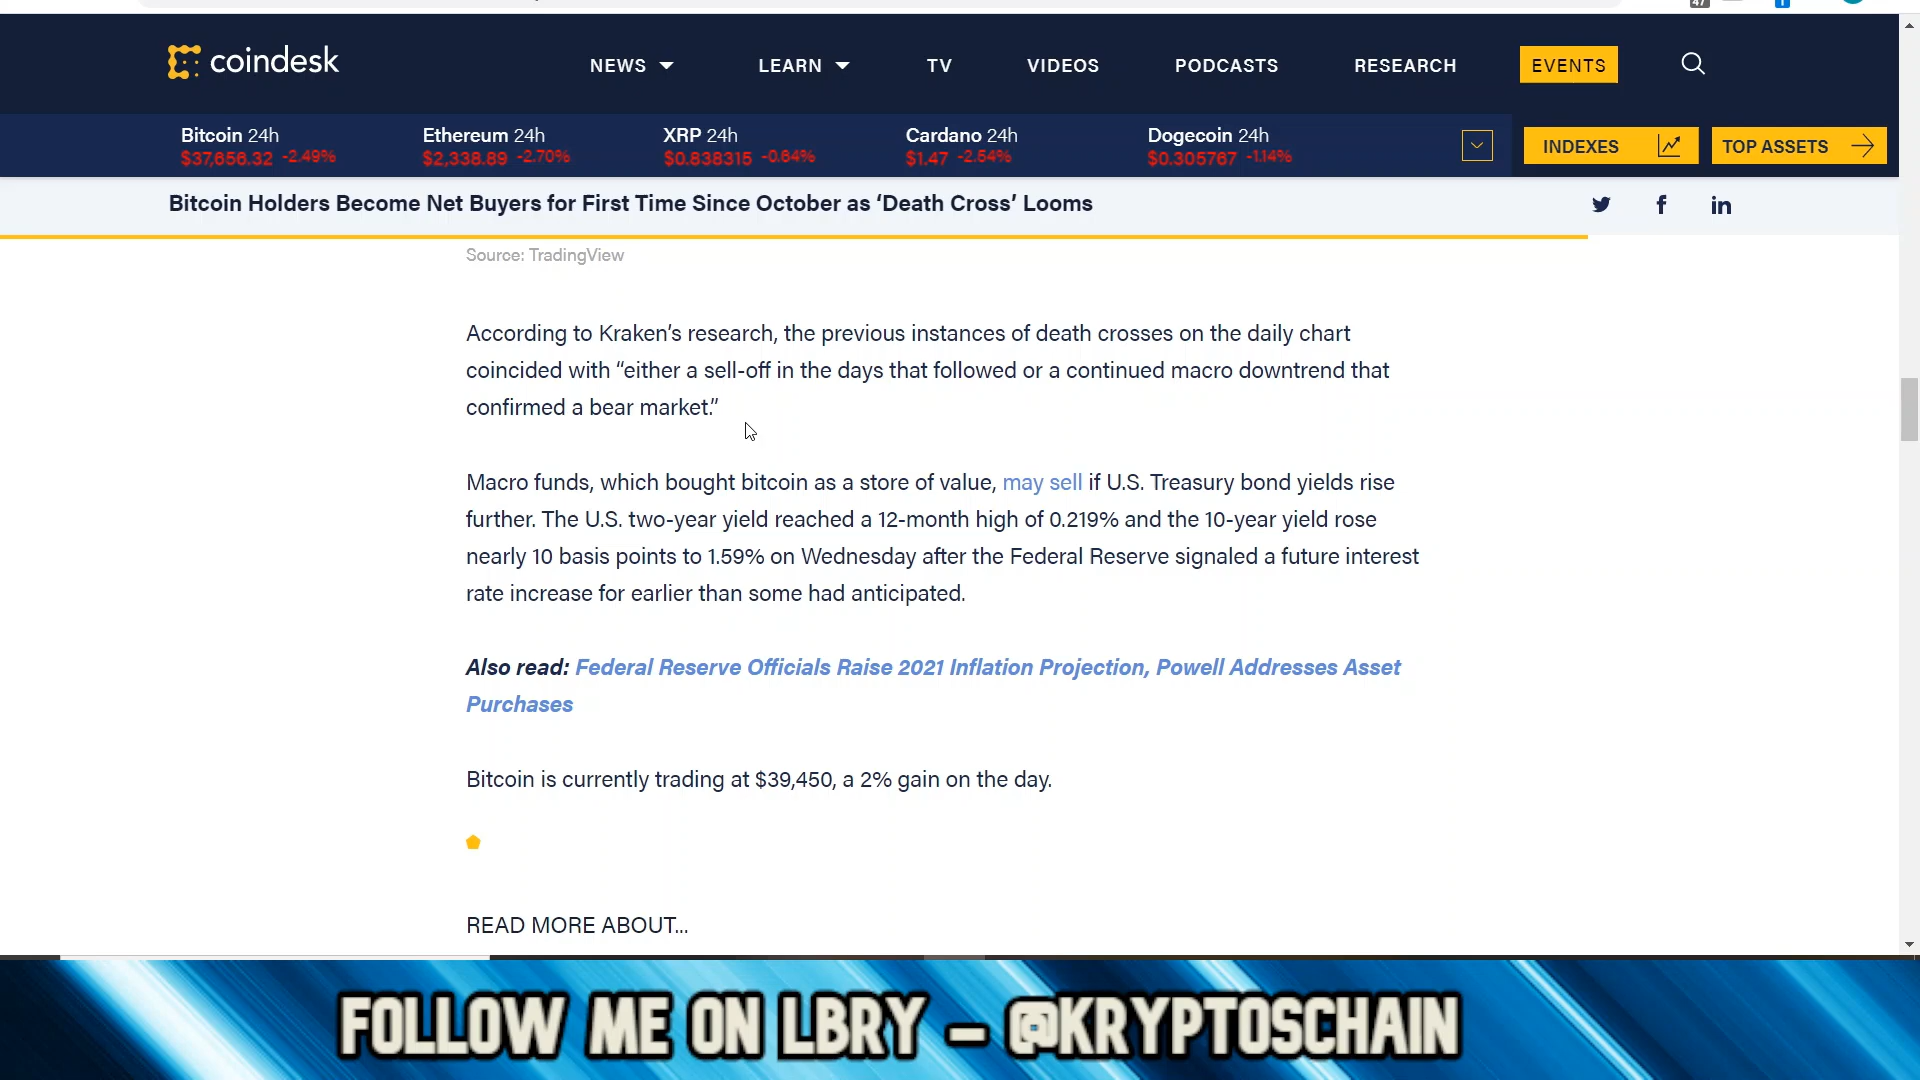 47
1
coindesk
NEWS LEARN TV VIDEOS PODCASTS RESEARCH EVENTS
Bitcoin 24h Ethereum 24h XRP 24h Cardano 24h Dogecoin 24h
$37,656.32 -2.49% $2,338.89 -2.70% $0.838315 -0.64% $1.47 -2.54% $0.305767 -1.14%
INDEXES TOP ASSETS
Bitcoin Holders Become Net Buyers for First Time Since October as ‘Death Cross’ Looms
Source: TradingView
According to Kraken’s research, the previous instances of death crosses on the daily chart
coincided with “either a sell-off in the days that followed or a continued macro downtrend that
confirmed a bear market.”
Macro funds, which bought bitcoin as a store of value, may sell if U.S. Treasury bond yields rise
further. The U.S. two-year yield reached a 12-month high of 0.219% and the 10-year yield rose
nearly 10 basis points to 1.59% on Wednesday after the Federal Reserve signaled a future interest
rate increase for earlier than some had anticipated.
Also read: Federal Reserve Officials Raise 2021 Inflation Projection, Powell Addresses Asset
Purchases
Bitcoin is currently trading at $39,450, a 2% gain on the day.
READ MORE ABOUT...
FOLLOW ME ON LBRY - @KRYPTOSCHAIN